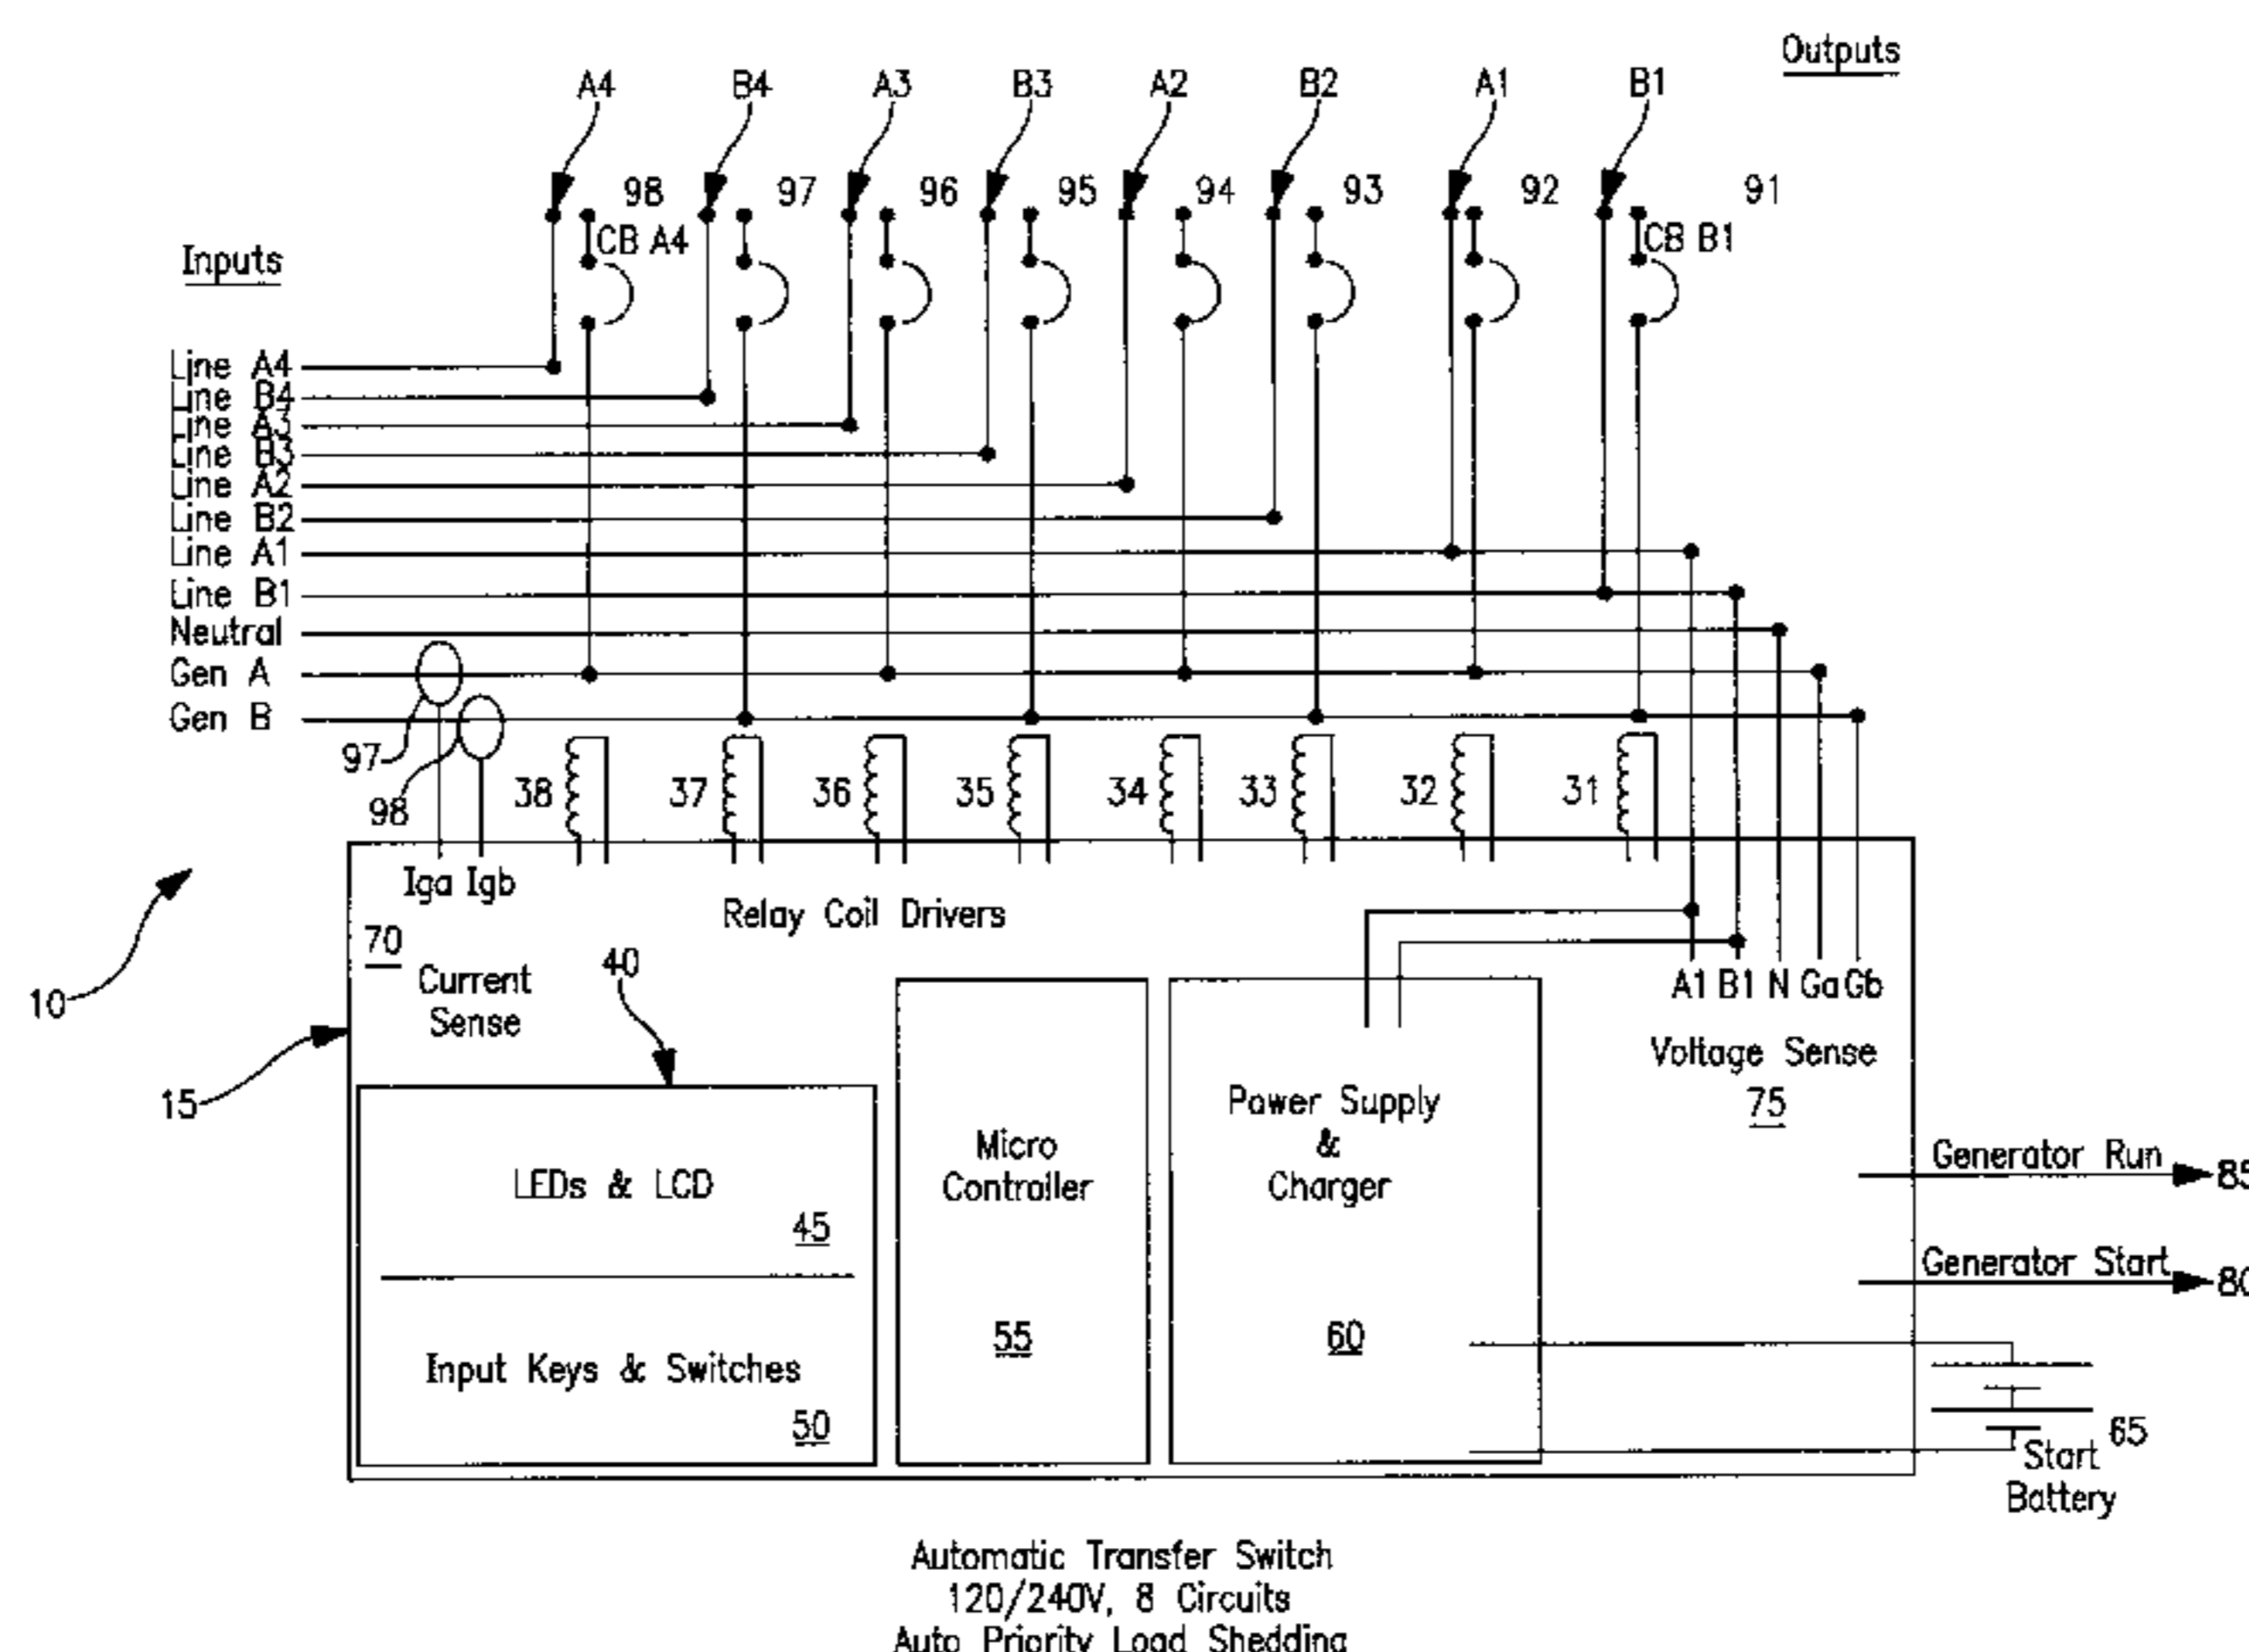 Outputs
A4 B4 A3 B3 A2 B2 A1 B1
98 97 96 95 94 93 92 91
CB A4 CB B1
Inputs
Line A4
Line B4
Line A3
Line B3
Line A2
Line B2
Line A1
Line B1
Neutral
Gen A
Gen B
97
98
38 37 36 35 34 33 32 31
Iga Igb
Relay Coil Drivers
70
Current
Sense
40
10
15
A1 B1 N Ga Gb
Voltage Sense
75
LEDs & LCD
45
Input Keys & Switches
50
Micro
Controller
55
Power Supply
&
Charger
60
Generator Run
85
Generator Start
80
65
Start
Battery
Automatic Transfer Switch
120/240V, 8 Circuits
Auto Priority Load Shedding